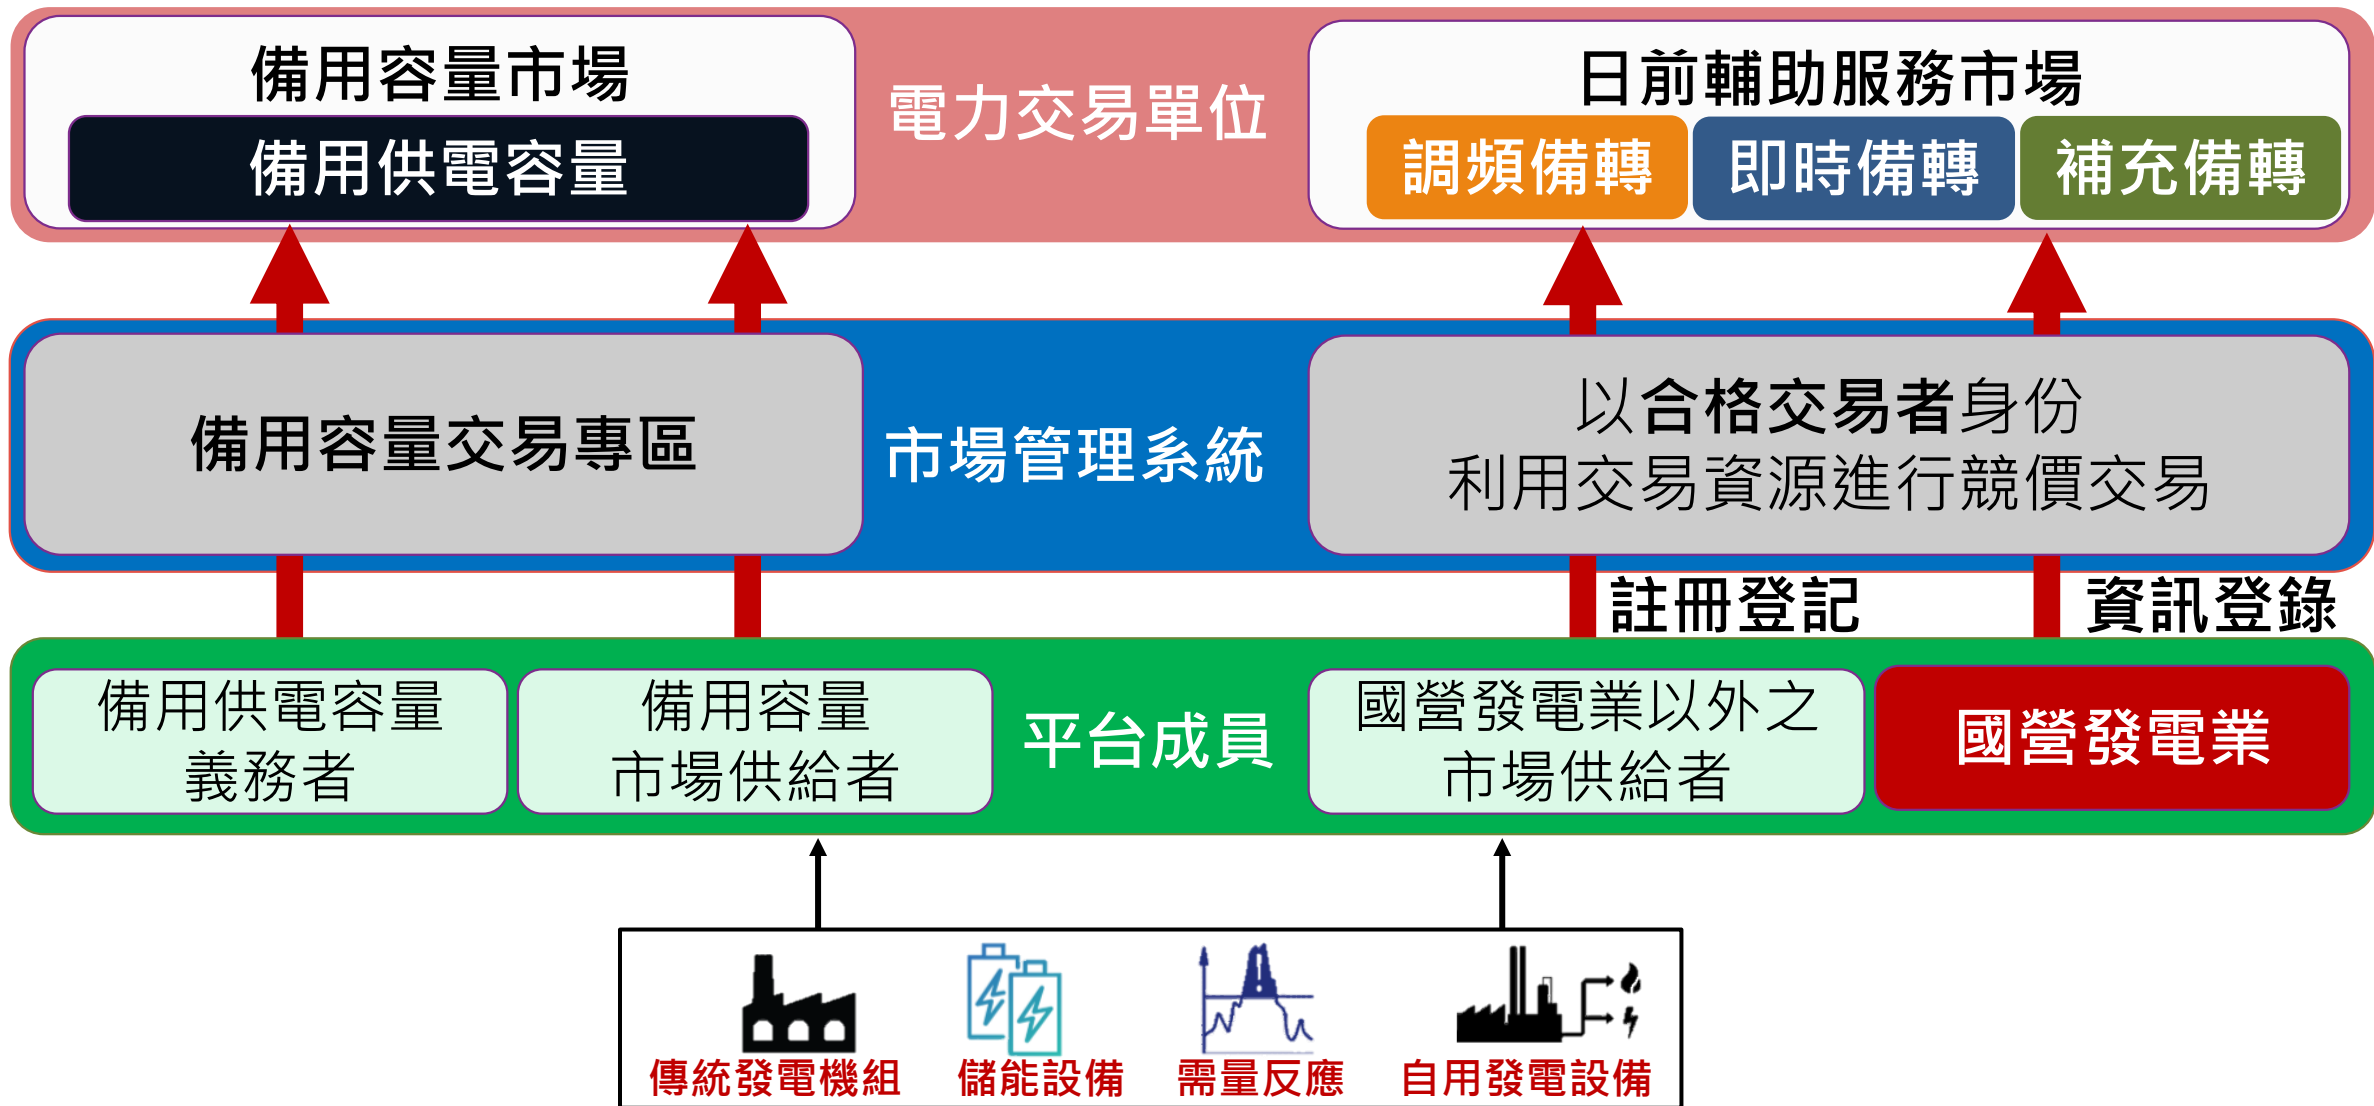 備用容量市場
備用供電容量
電力交易單位
日前輔助服務市場
調頻備轉
即時備轉
補充備轉
備用容量交易專區
市場管理系統
以合格交易者身份
利用交易資源進行競價交易
註冊登記
資訊登錄
備用供電容量
義務者
備用容量
市場供給者
平台成員
國營發電業以外之
市場供給者
國營發電業
傳統發電機組
儲能設備
需量反應
自用發電設備